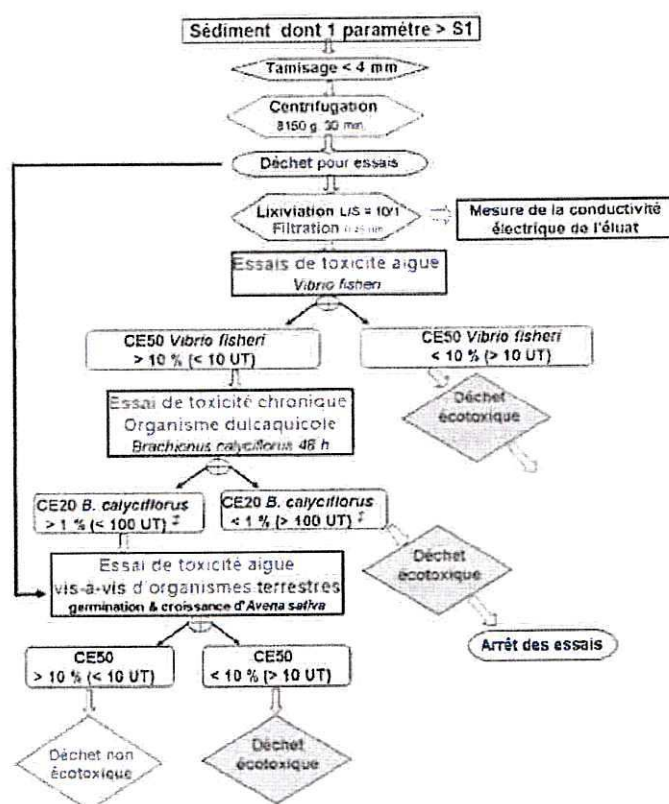 Sédiment dont 1 paramètre > S1
Tamisage < 4 mm
Centrifugation
8150 g 30 min
Déchet pour essais
Lixiviation L/S = 10/1
Filtration
Mesure de la conductivité
électrique de l'éluat
Essais de toxicité aigue
Vibrio fisheri
CE50 Vibrio fisheri
> 10 % (< 10 UT)
CE50 Vibrio fisheri
< 10% (> 10 UT)
Déchet
écotoxique
Essai de toxicité chronique
Organisme dulcaquicole
Brachionus calyciflorus 48 h
CE20 B. calyciflorus
> 1 % (< 100 UT)
CE20 B. calyciflorus
< 1% (> 100 UT)
Déchet
écotoxique
Arrêt des essais
Essai de toxicité aigue
vis-à-vis d'organismes terrestres
germination & croissance d'Avena sativa
CE50
> 10 % (< 10 UT)
CE50
< 10 % (> 10 UT)
Déchet non
écotoxique
Déchet
écotoxique